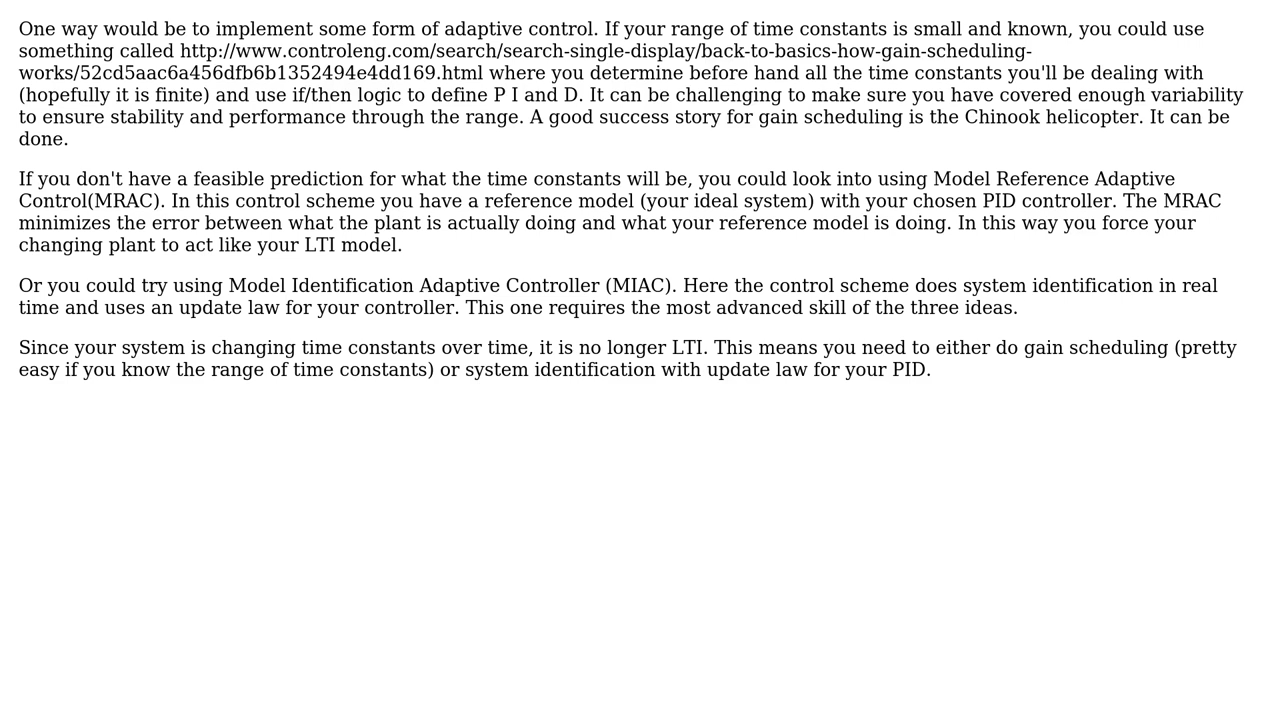 One way would be to implement some form of adaptive control. If your range of time constants is small and known, you could use
something called http://www.controleng.com/search/search-single-display/back-to-basics-how-gain-scheduling-
works/52cd5aac6a456dfb6b1352494e4dd169.html where you determine before hand all the time constants you'll be dealing with
(hopefully it is finite) and use if/then logic to define P I and D. It can be challenging to make sure you have covered enough variability
to ensure stability and performance through the range. A good success story for gain scheduling is the Chinook helicopter. It can be
done.
If you don't have a feasible prediction for what the time constants will be, you could look into using Model Reference Adaptive
Control(MRAC). In this control scheme you have a reference model (your ideal system) with your chosen PID controller. The MRAC
minimizes the error between what the plant is actually doing and what your reference model is doing. In this way you force your
changing plant to act like your LTI model.
Or you could try using Model Identification Adaptive Controller (MIAC). Here the control scheme does system identification in real
time and uses an update law for your controller. This one requires the most advanced skill of the three ideas.
Since your system is changing time constants over time, it is no longer LTI. This means you need to either do gain scheduling (pretty
easy if you know the range of time constants) or system identification with update law for your PID.